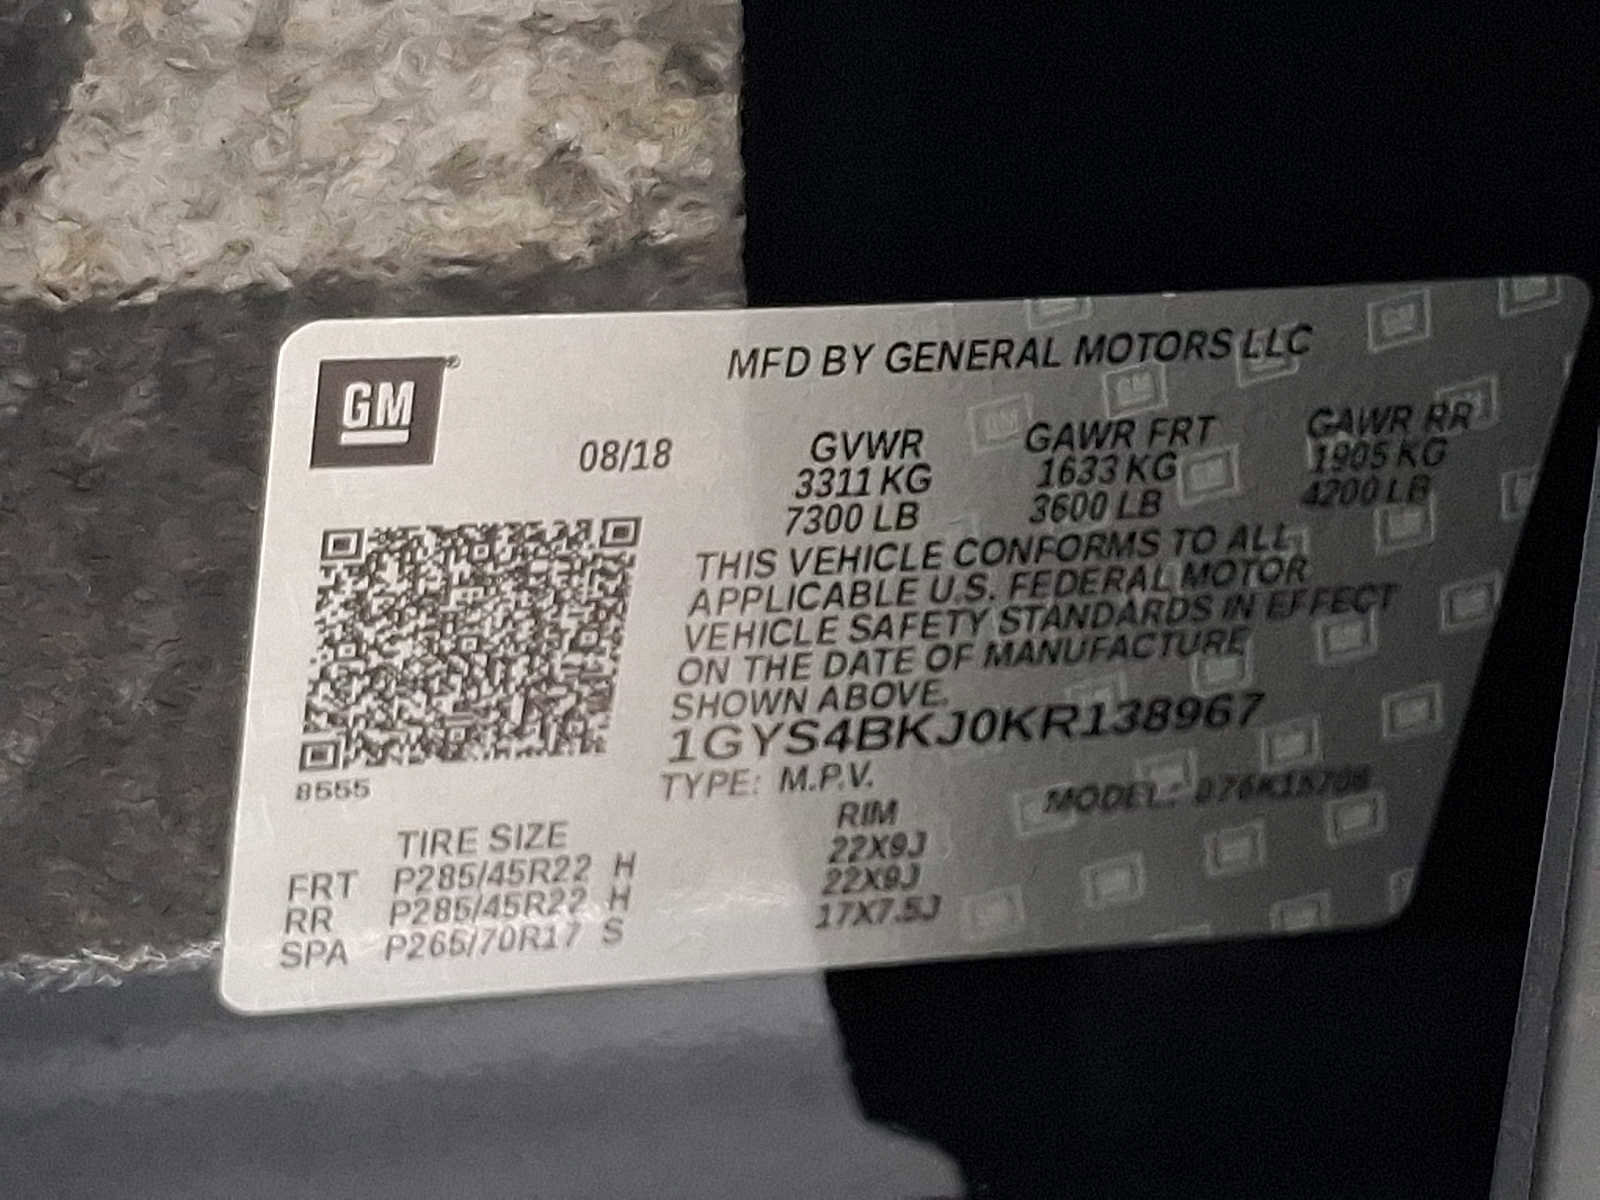 GM
MFD BY GENERAL MOTORS LLC
08/18
GVWR GAWR FRT GAWR RR
3311 KG 1633 KG 1905 KG
7300 LB 3600 LB 4200 LB
THIS VEHICLE CONFORMS TO ALL
APPLICABLE U.S. FEDERAL MOTOR
VEHICLE SAFETY STANDARDS IN EFFECT
ON THE DATE OF MANUFACTURE
SHOWN ABOVE.
1GYS4BKJ0KR138967
8555
TYPE: M.P.V. MODEL:
TIRE SIZE RIM
FRT P285/45R22 H 22X9J
RR P285/45R22 H 22X9J
SPA P265/70R17 S 17X7.5J